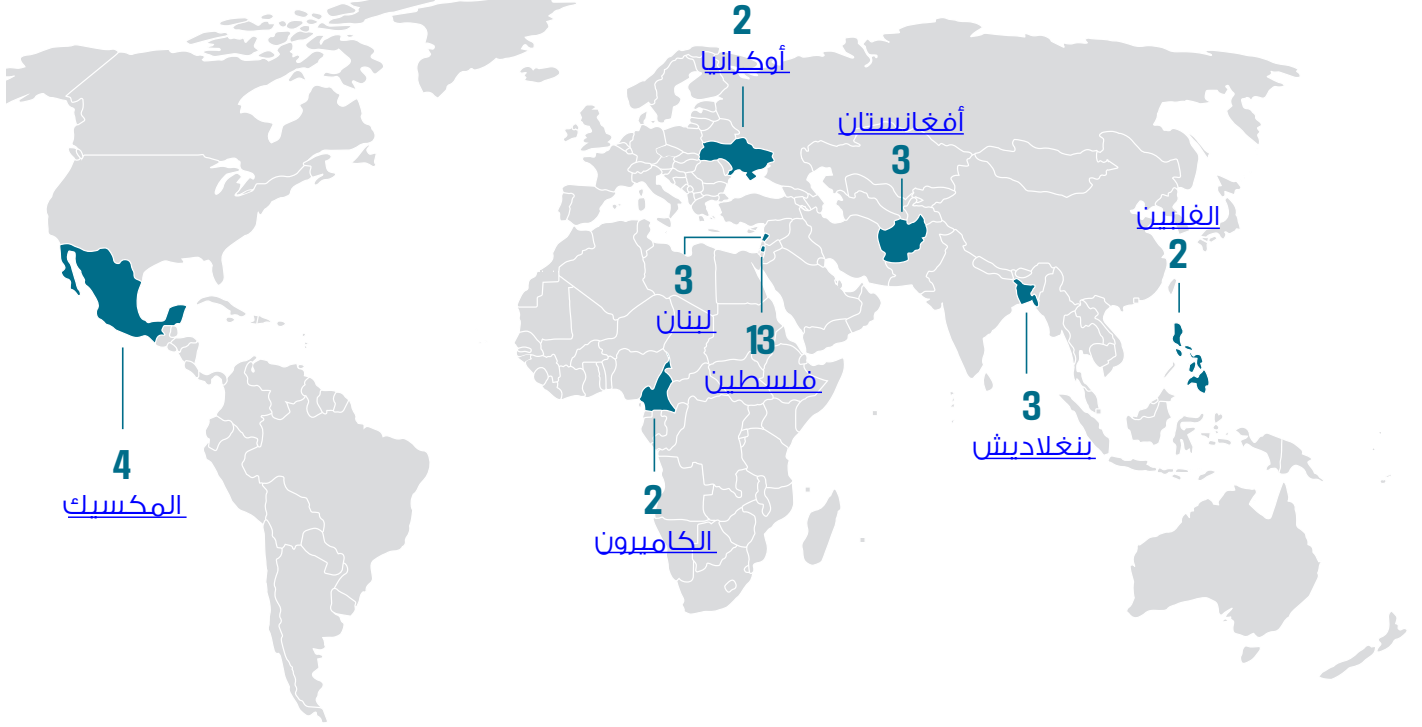 2
أوكرانيا
أفغانستان
3
الفلبين
2
3
لبنان
13
فلسطين
3
بنغلاديش
4
المكسيك
2
الكاميرون